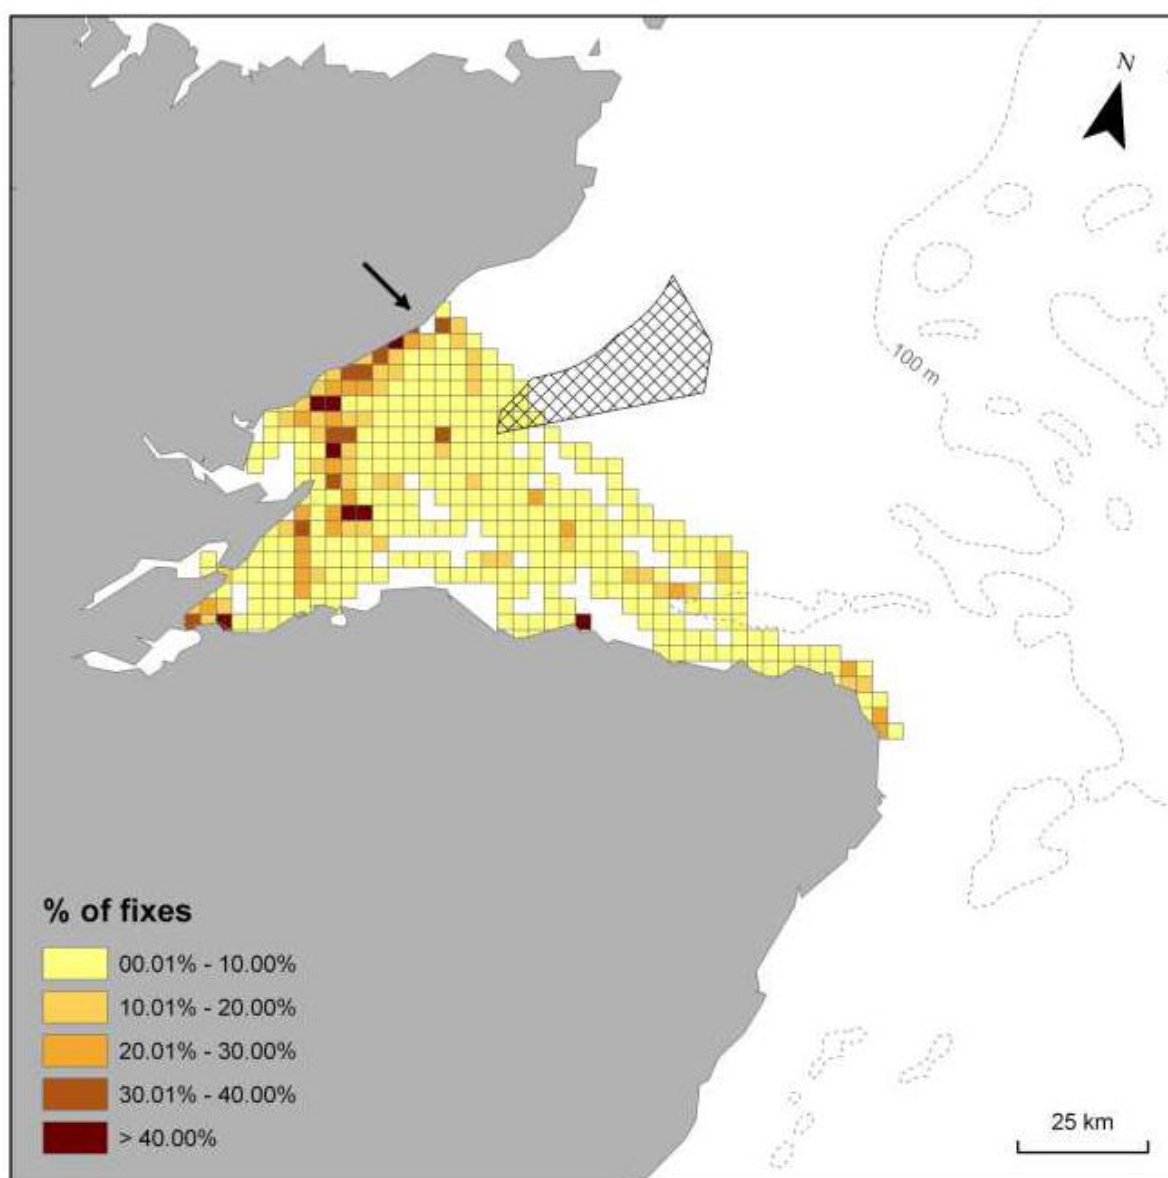 N
100 m
% of fixes
00.01% - 10.00%
10.01% - 20.00%
20.01% - 30.00%
30.01% - 40.00%
> 40.00%
25 km